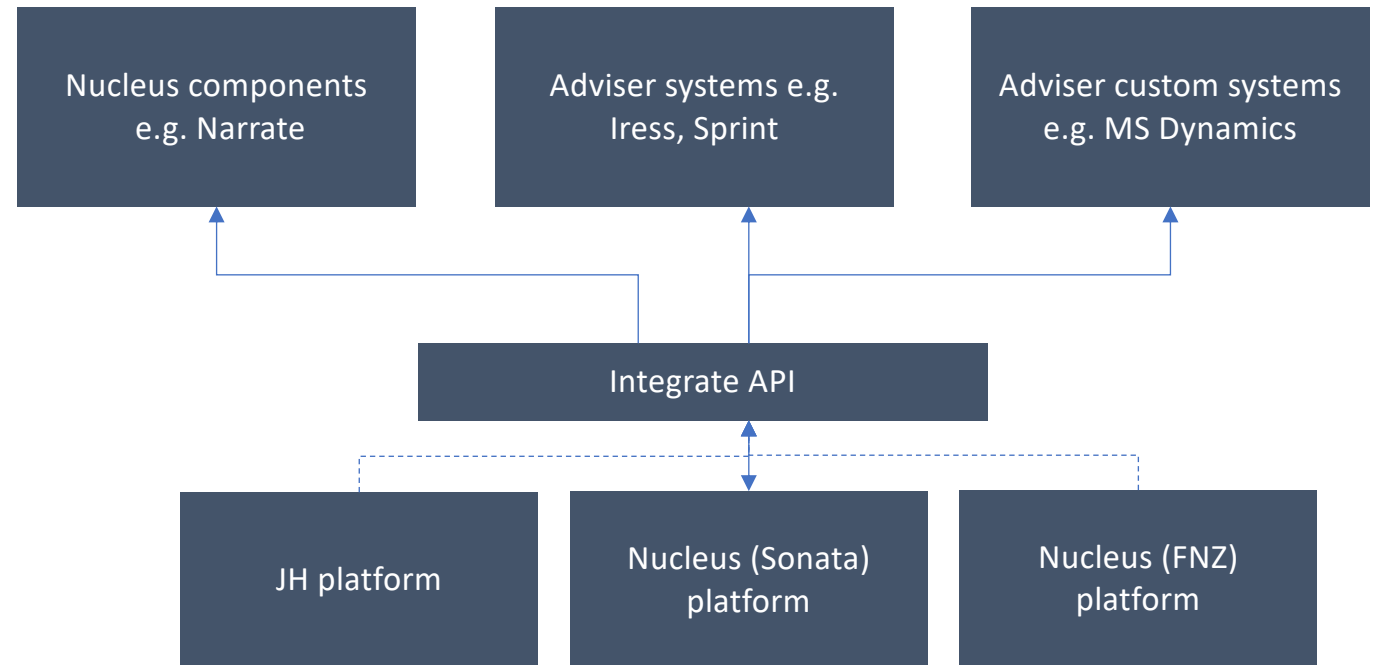 Nucleus components
e.g. Narrate
Adviser systems e.g.
Iress, Sprint
Adviser custom systems
e.g. MS Dynamics
Integrate API
JH platform
Nucleus (Sonata)
platform
Nucleus (FNZ)
platform